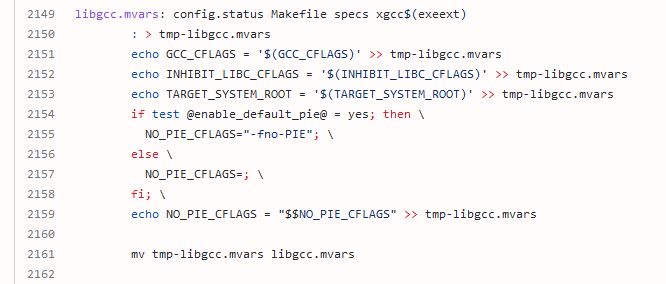 2149 libgcc.mvars: config.status Makefile specs xgcc$(exeext)
2150 : > tmp-libgcc.mvars
2151 echo GCC_CFLAGS = '$(GCC_CFLAGS)' >> tmp-libgcc.mvars
2152 echo INHIBIT_LIBC_CFLAGS = '$(INHIBIT_LIBC_CFLAGS)' >> tmp-libgcc.mvars
2153 echo TARGET_SYSTEM_ROOT = '$(TARGET_SYSTEM_ROOT)' >> tmp-libgcc.mvars
2154 if test @enable_default_pie@ = yes; then \
2155 NO_PIE_CFLAGS="-fno-PIE"; \
2156 else \
2157 NO_PIE_CFLAGS=; \
2158 fi; \
2159 echo NO_PIE_CFLAGS = "$$NO_PIE_CFLAGS" >> tmp-libgcc.mvars
2160
2161 mv tmp-libgcc.mvars libgcc.mvars
2162